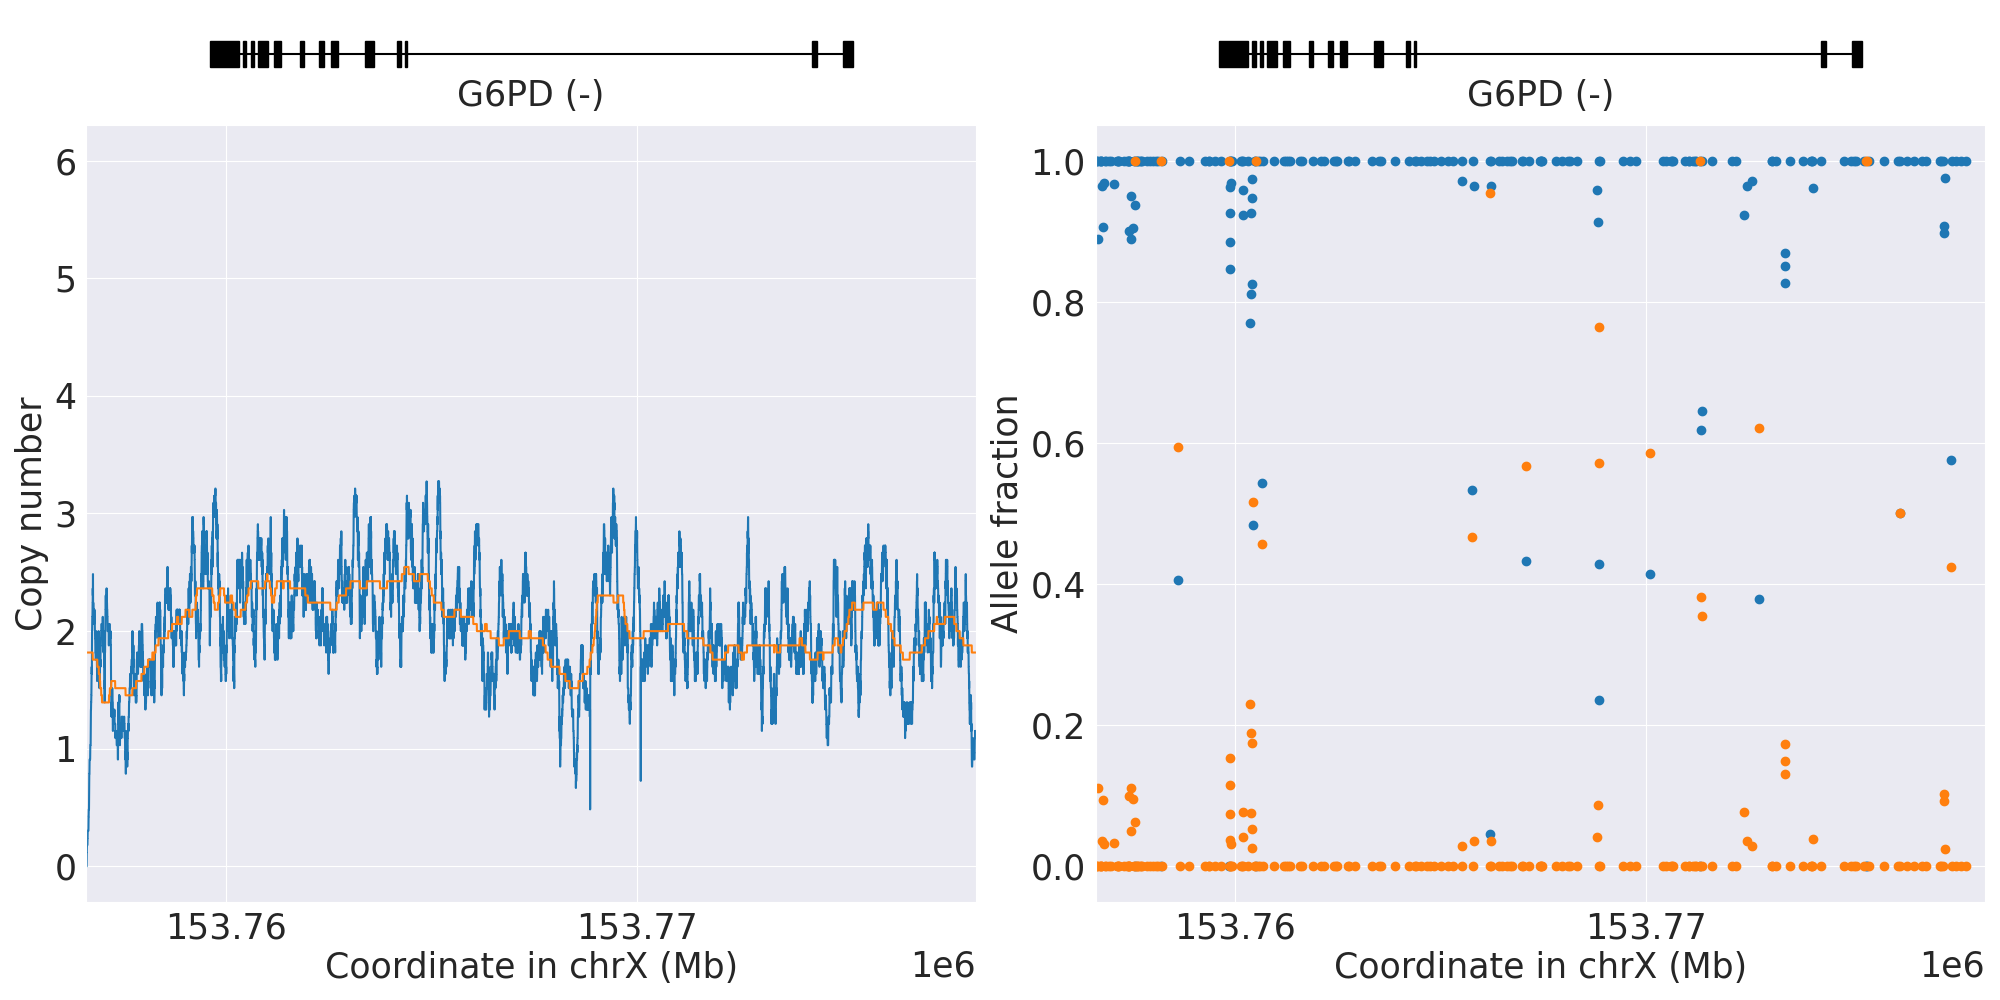 G6PD (-)
G6PD (-)
6
5
4
3
2
1
0
Copy number
153.76
153.77
Coordinate in chrX (Mb)
1e6
1.0
0.8
0.6
0.4
0.2
0.0
Allele fraction
153.76
153.77
Coordinate in chrX (Mb)
1e6